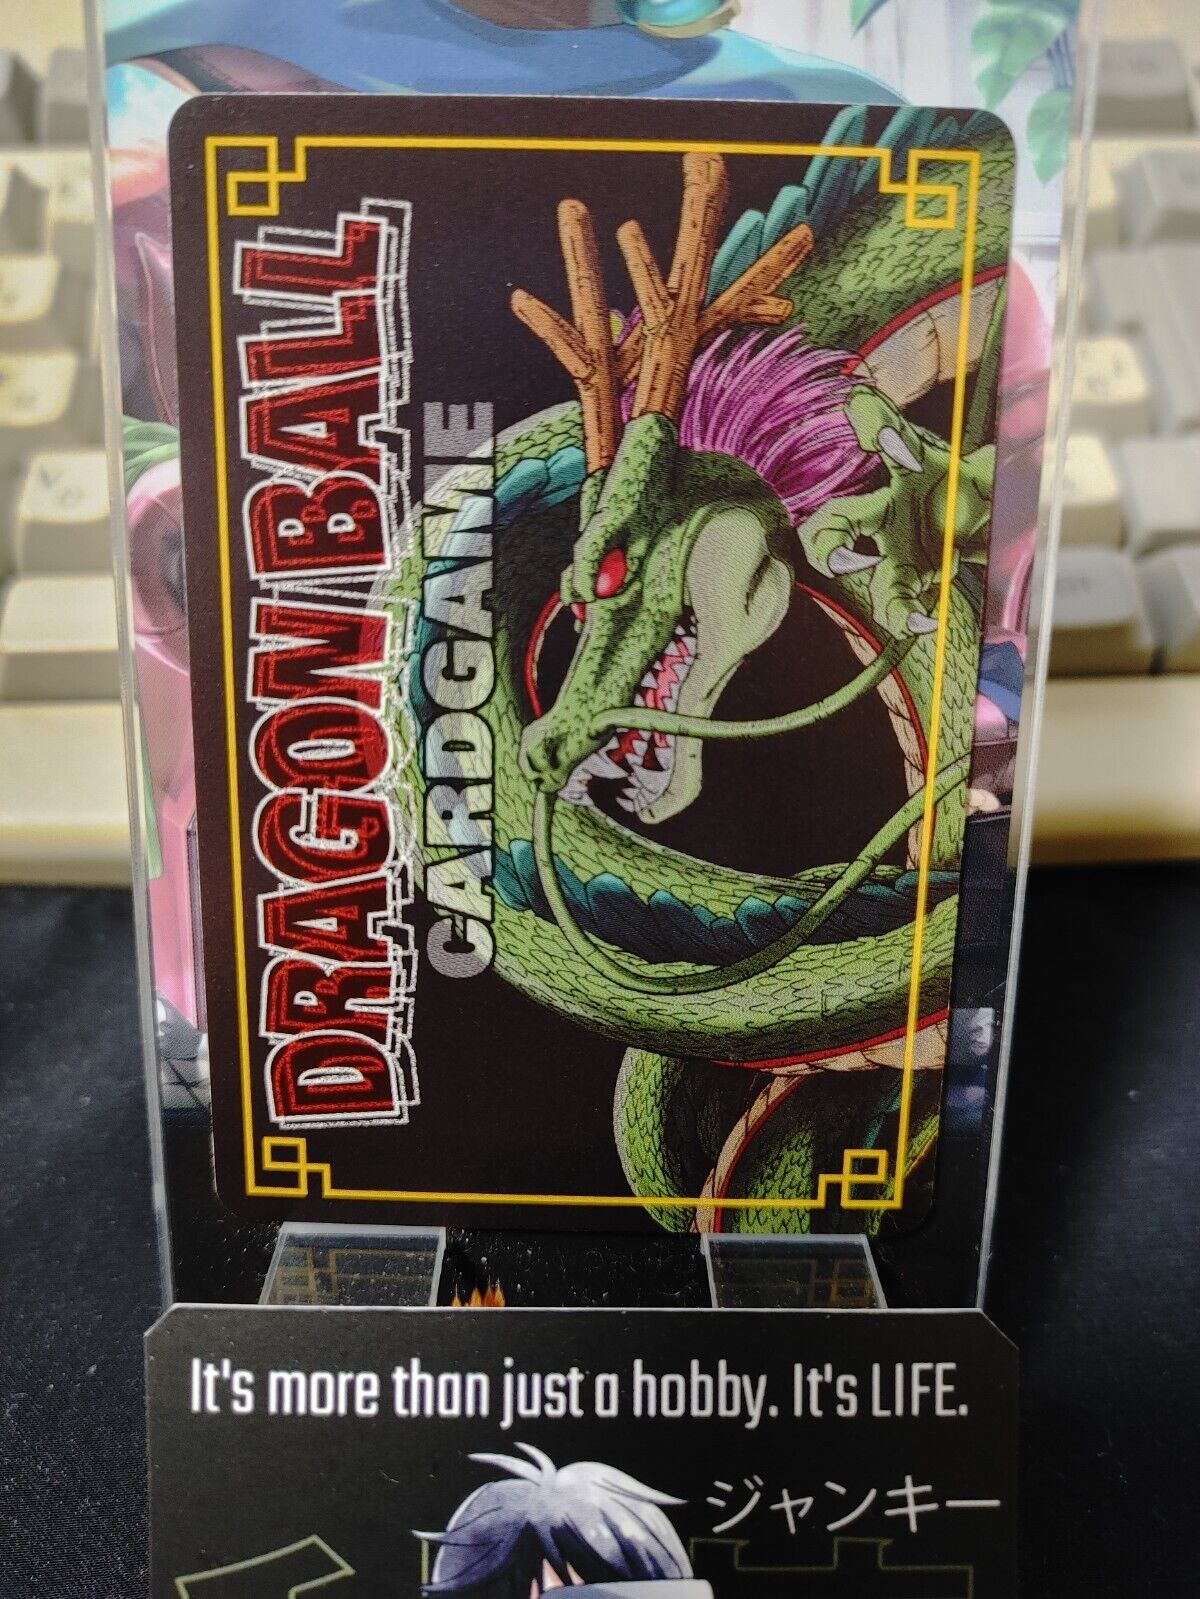 DRAGON BALL
CARDGAME
It's more than just a hobby. It's LIFE.
ジャンキー